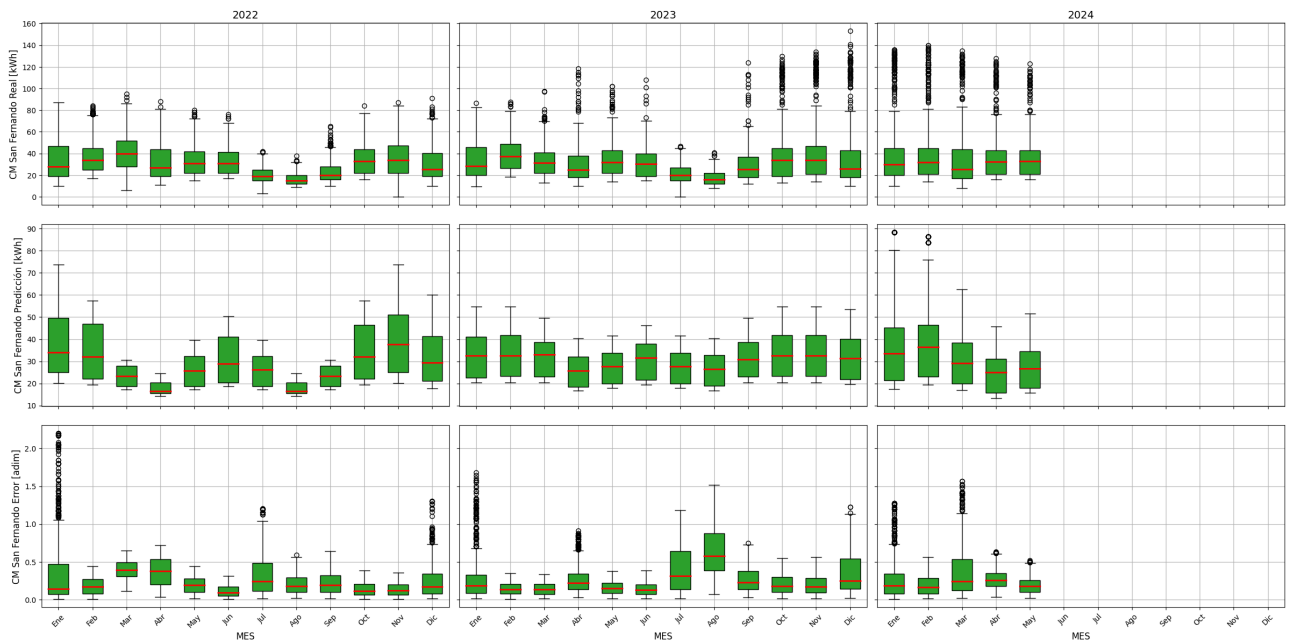 2022
2023
2024
CM San Fernando Real [kWh]
160
140
120
100
80
60
40
20
0
CM San Fernando Predicción [kWh]
90
80
70
60
50
40
30
20
10
CM San Fernando Error [adim]
2.0
1.5
1.0
0.5
0.0
Ene Feb Mar Abr May Jun Jul Ago Sep Oct Nov Dic
Ene Feb Mar Abr May Jun Jul Ago Sep Oct Nov Dic
Ene Feb Mar Abr May Jun Jul Ago Sep Oct Nov Dic
MES
MES
MES